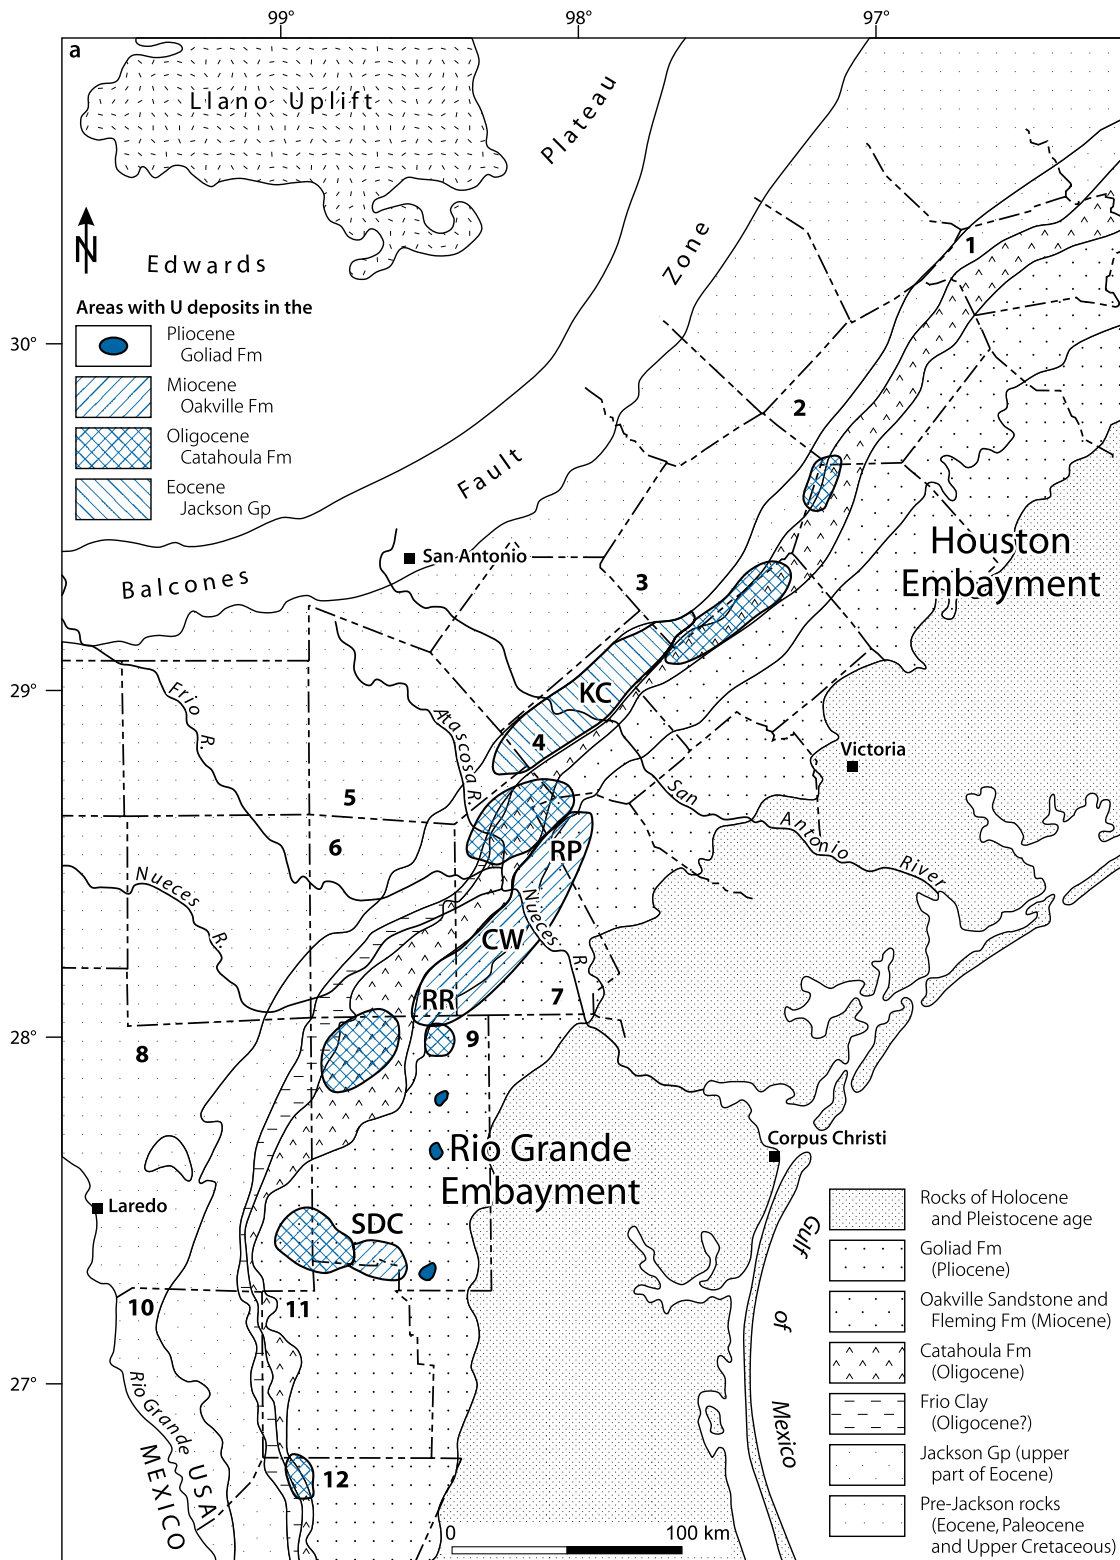 99°
98°
97°
a
Llano Uplift
Plateau
Zone
N
Edwards
1
Areas with U deposits in the
Pliocene
Goliad Fm
30°
Miocene
Oakville Fm
2
Oligocene
Catahoula Fm
Fault
Eocene
Jackson Gp
San Antonio
Houston
Embayment
Balcones
3
29°
KC
Frio R.
Atascosa R.
4
Victoria
5
San Antonio River
6
RP
Nueces R.
Nueces R.
CW
RR
7
28°
9
8
Rio Grande
Embayment
Corpus Christi
Laredo
SDC
Gulf of Mexico
Rocks of Holocene
and Pleistocene age
Goliad Fm
(Pliocene)
10
11
Oakville Sandstone and
Fleming Fm (Miocene)
Catahoula Fm
(Oligocene)
27°
Rio Grande
Frio Clay
(Oligocene?)
USA
MEXICO
Jackson Gp (upper
part of Eocene)
12
Pre-Jackson rocks
(Eocene, Paleocene
and Upper Cretaceous)
0
100 km